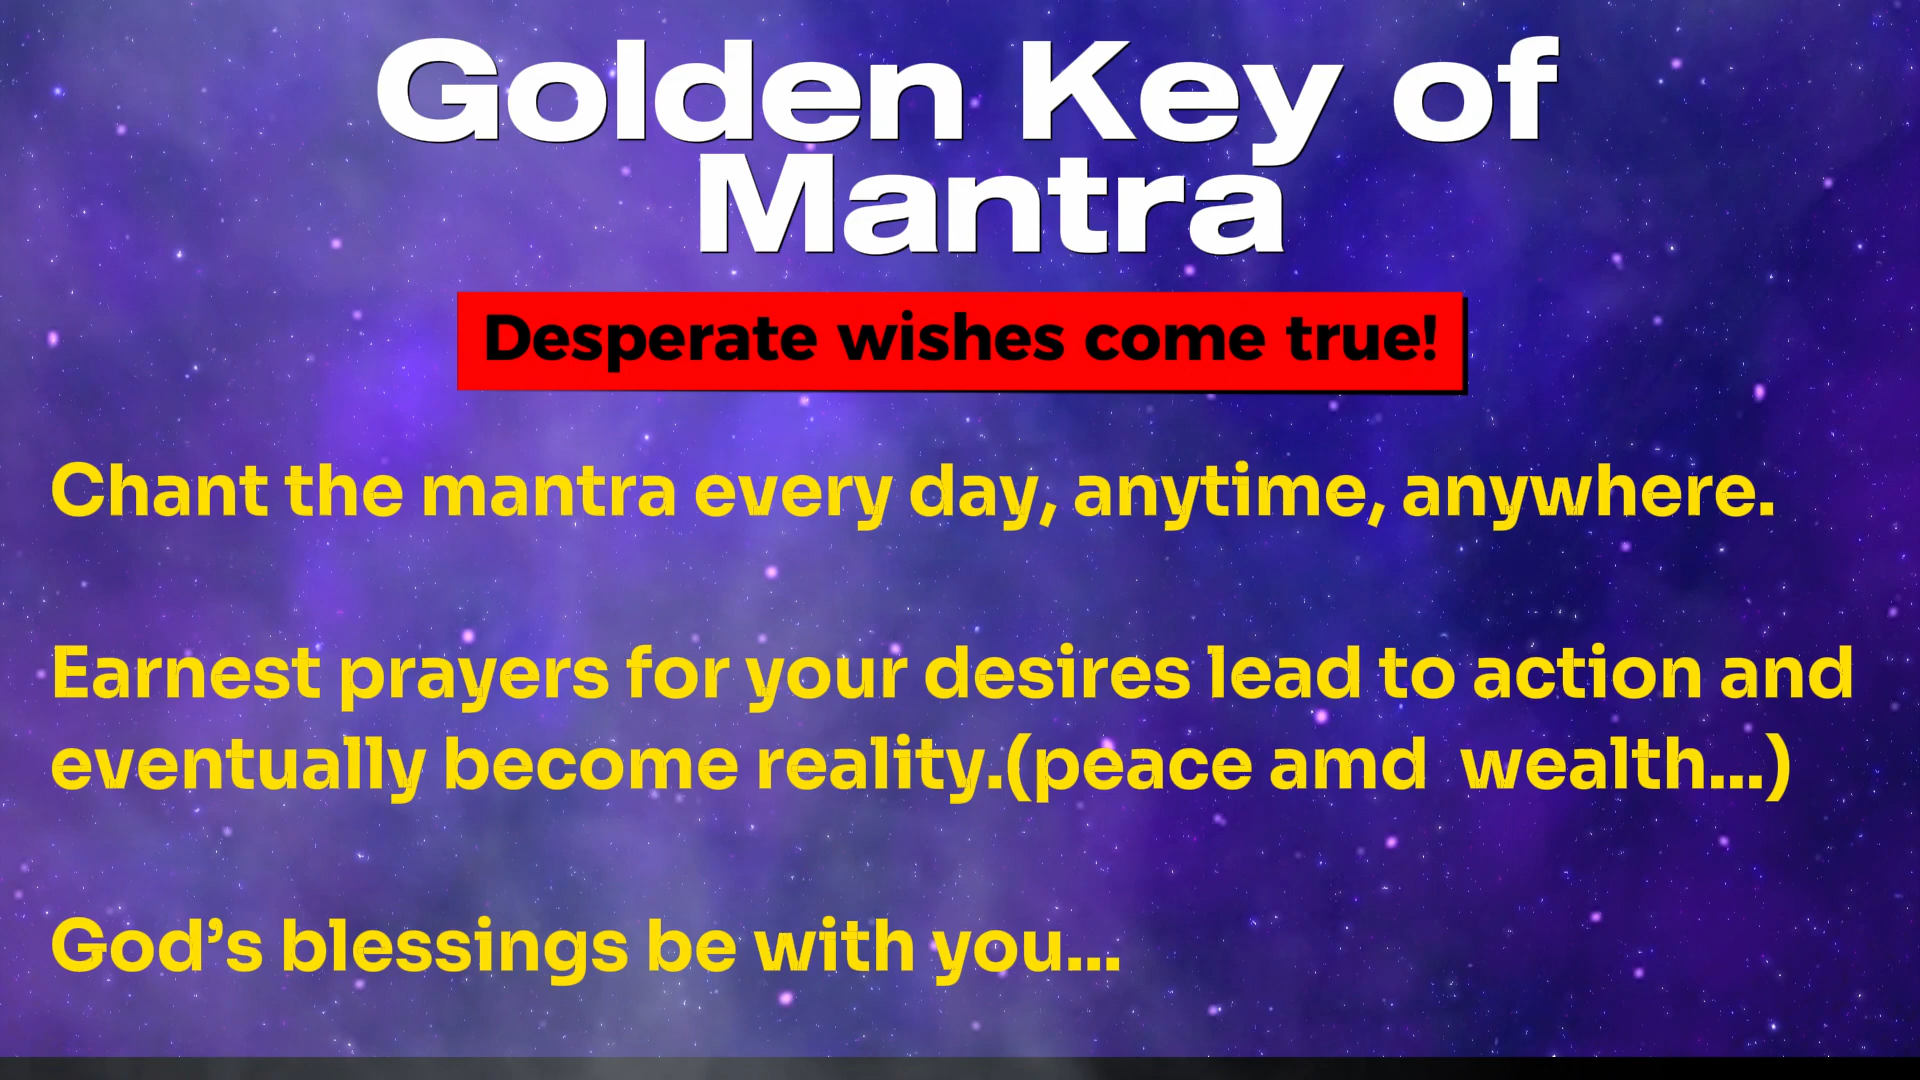 Golden Key of
Mantra
Desperate wishes come true!
Chant the mantra every day, anytime, anywhere.
Earnest prayers for your desires lead to action and
eventually become reality.(peace amd  wealth...)
God’s blessings be with you...